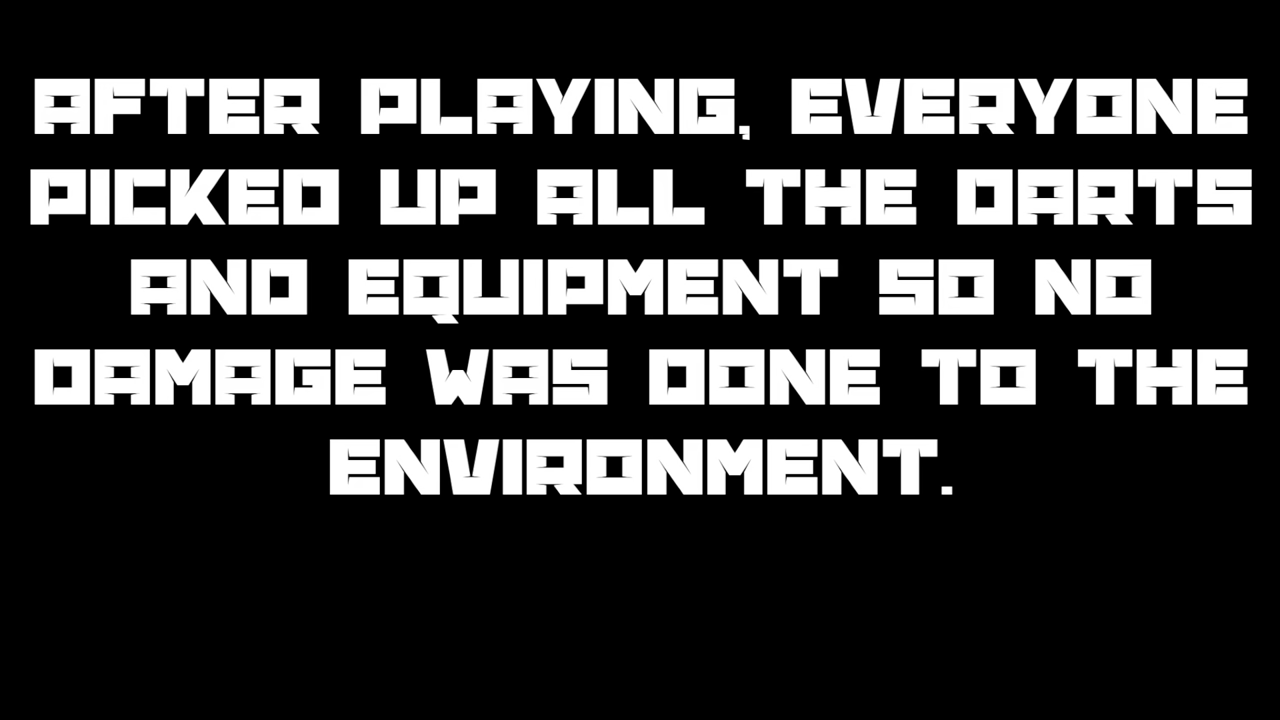 AFTER PLAYING, EVERYONE
PICKED UP ALL THE DARTS
AND EQUIPMENT SO NO
DAMAGE WAS DONE TO THE
ENVIRONMENT.